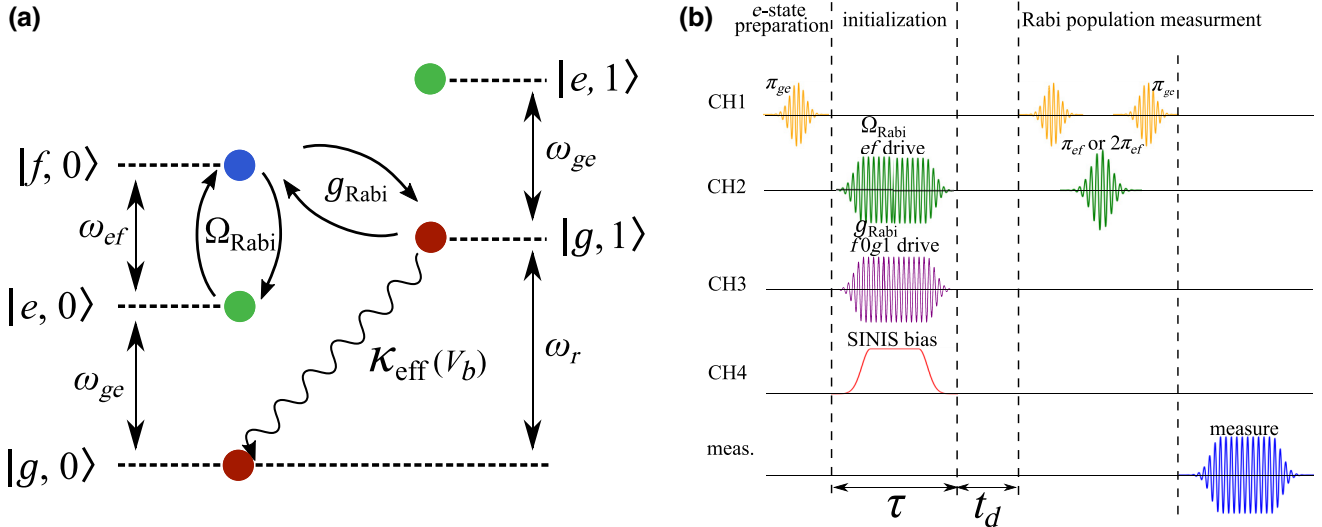 (a)
|e, 1⟩
ω_ge
|f, 0⟩
g_Rabi
ω_ef
Ω_Rabi
|g, 1⟩
|e, 0⟩
ω_ge
κ_eff(V_b)
ω_r
|g, 0⟩
(b)
e-state
preparation
initialization
Rabi population measurment
CH1
π_ge
π_ge
Ω_Rabi
ef drive
π_ef or 2π_ef
CH2
g_Rabi
f0g1 drive
CH3
SINIS bias
CH4
measure
meas.
τ
t_d